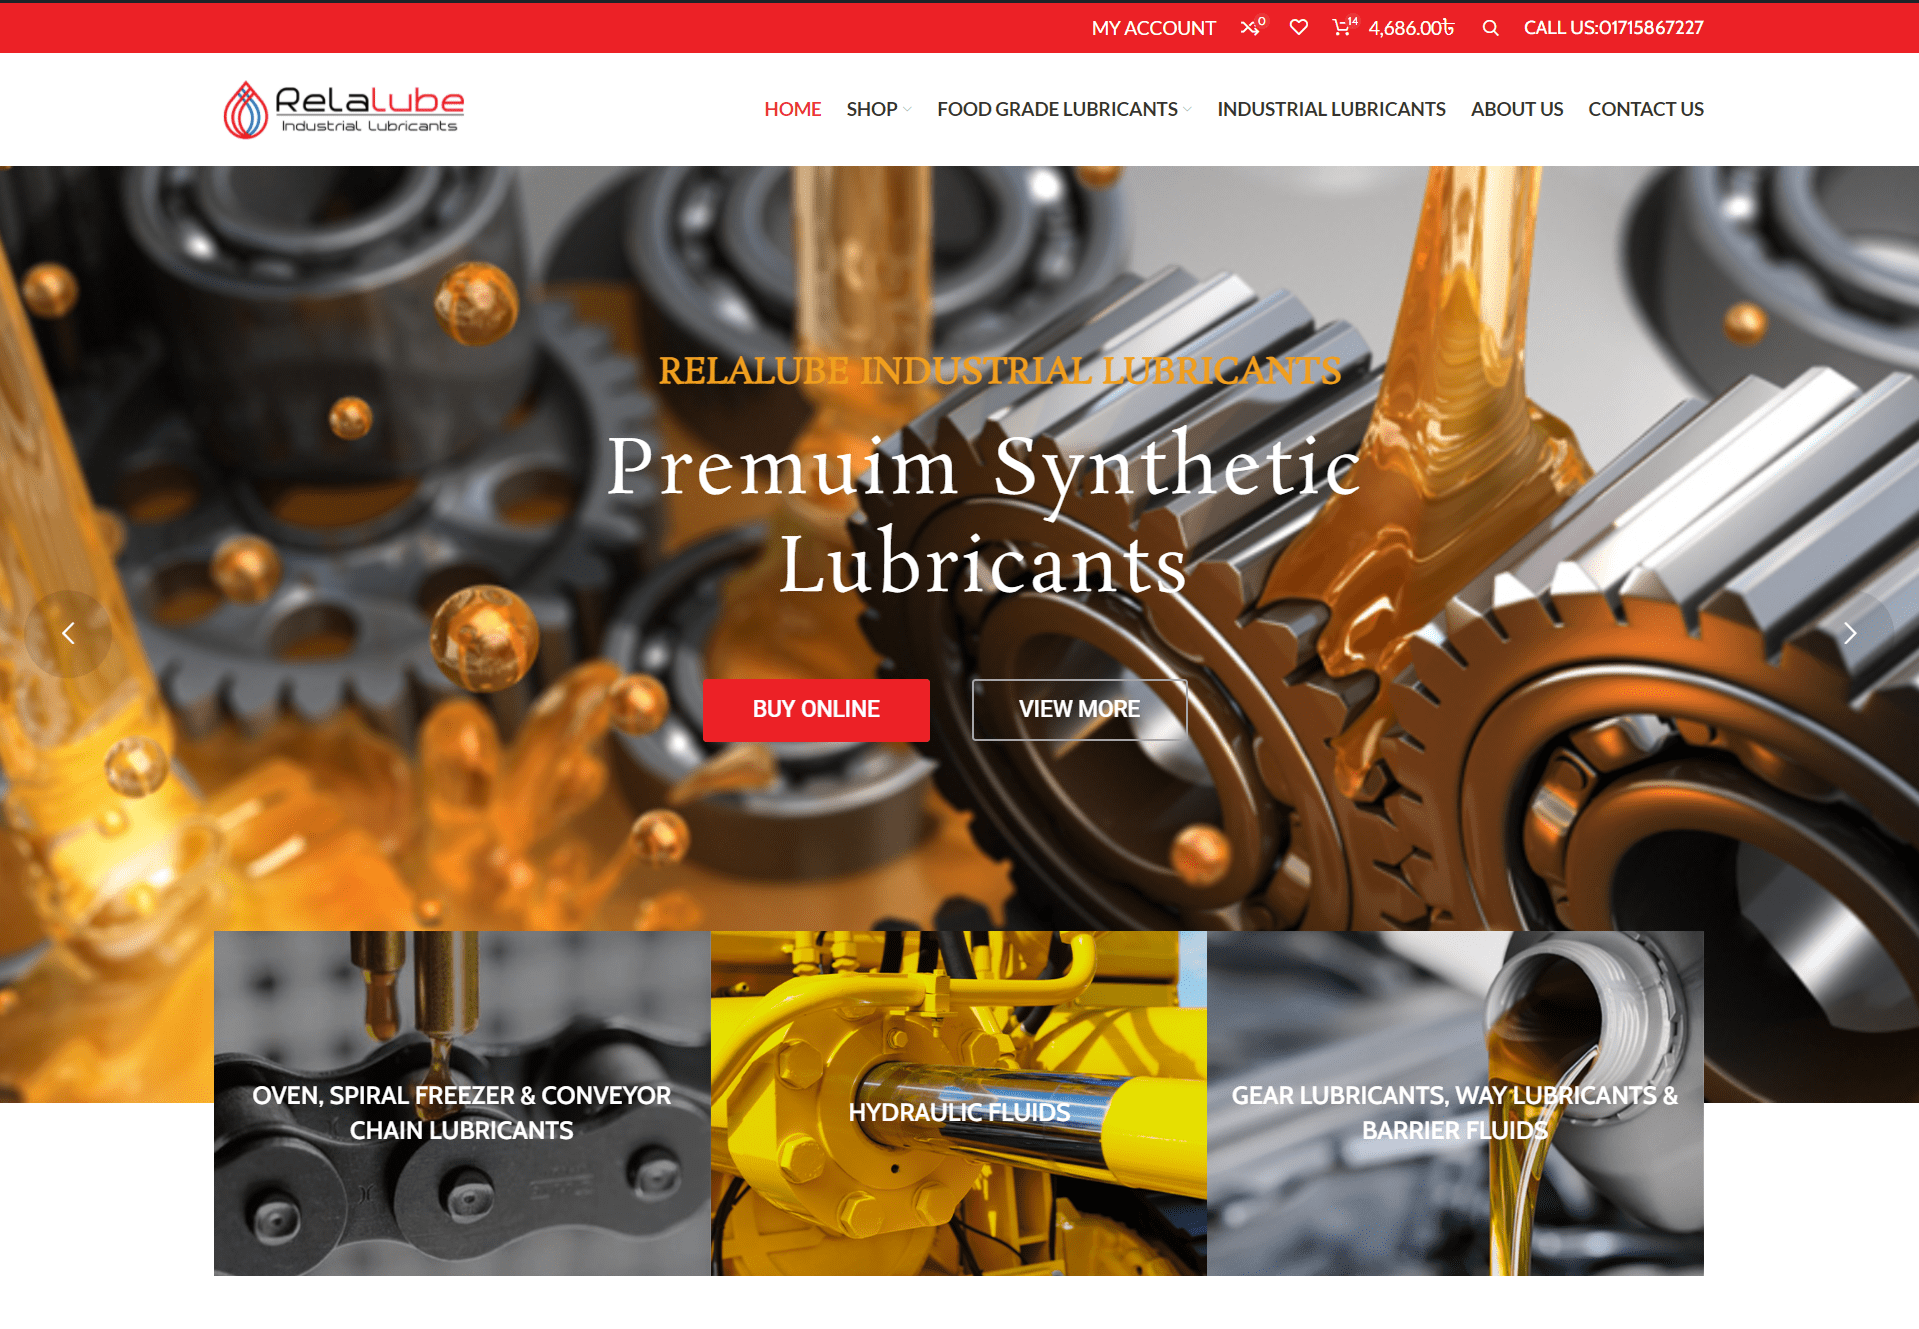 MY ACCOUNT 0 14 4,686.00৳ CALL US:01715867227
RelaLube
Industrial Lubricants
HOME SHOP FOOD GRADE LUBRICANTS INDUSTRIAL LUBRICANTS ABOUT US CONTACT US
RELALUBE INDUSTRIAL LUBRICANTS
Premuim Synthetic
Lubricants
BUY ONLINE VIEW MORE
OVEN, SPIRAL FREEZER & CONVEYOR
CHAIN LUBRICANTS
HYDRAULIC FLUIDS
GEAR LUBRICANTS, WAY LUBRICANTS &
BARRIER FLUIDS